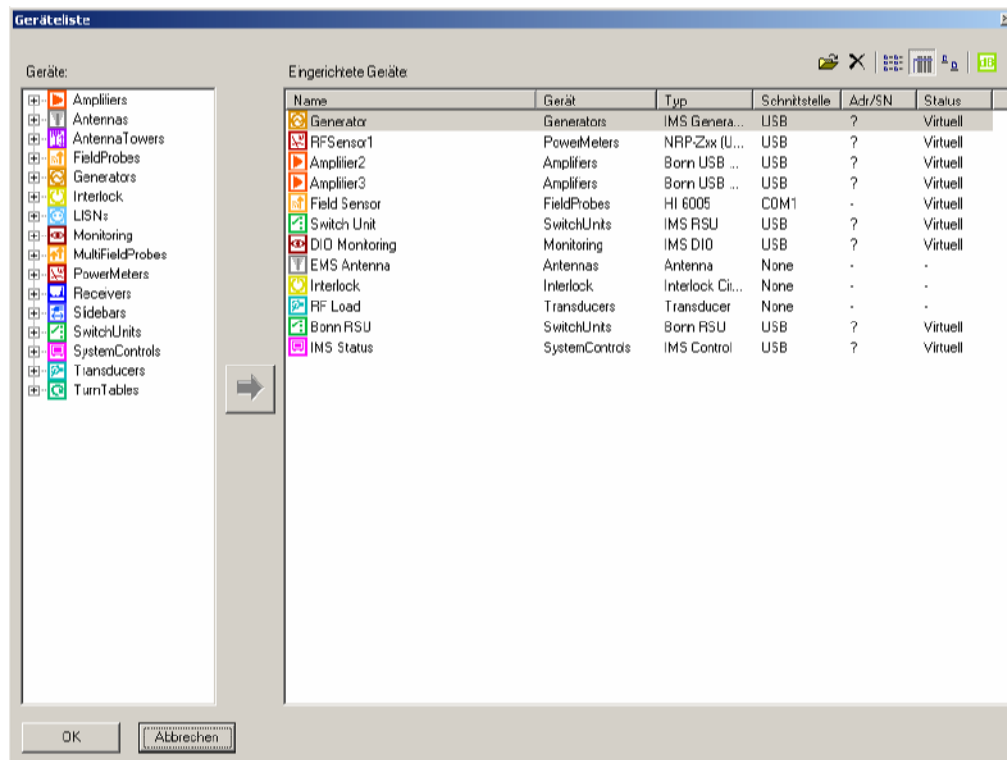 Geräteliste
Geräte:
Eingerichtete Geräte:
Amplifiers
Antennas
AntennaTowers
FieldProbes
Generators
Interlock
LISNs
Monitoring
MultiFieldProbes
PowerMeters
Receivers
Slidebars
SwitchUnits
SystemControls
Transducers
TurnTables
Name Gerät Typ Schnittstelle Adr/SN Status
Generator Generators IMS Genera... USB ? Virtuell
RFSensor1 PowerMeters NRP-Zxx (U... USB ? Virtuell
Amplifier2 Amplifiers Bonn USB ... USB ? Virtuell
Amplifier3 Amplifiers Bonn USB ... USB ? Virtuell
Field Sensor FieldProbes HI 6005 COM1 - Virtuell
Switch Unit SwitchUnits IMS RSU USB ? Virtuell
DIO Monitoring Monitoring IMS DIO USB ? Virtuell
EMS Antenna Antennas Antenna None - -
Interlock Interlock Interlock Cir... None - -
RF Load Transducers Transducer None - -
Bonn RSU SwitchUnits Bonn RSU USB ? Virtuell
IMS Status SystemControls IMS Control USB ? Virtuell
OK Abbrechen